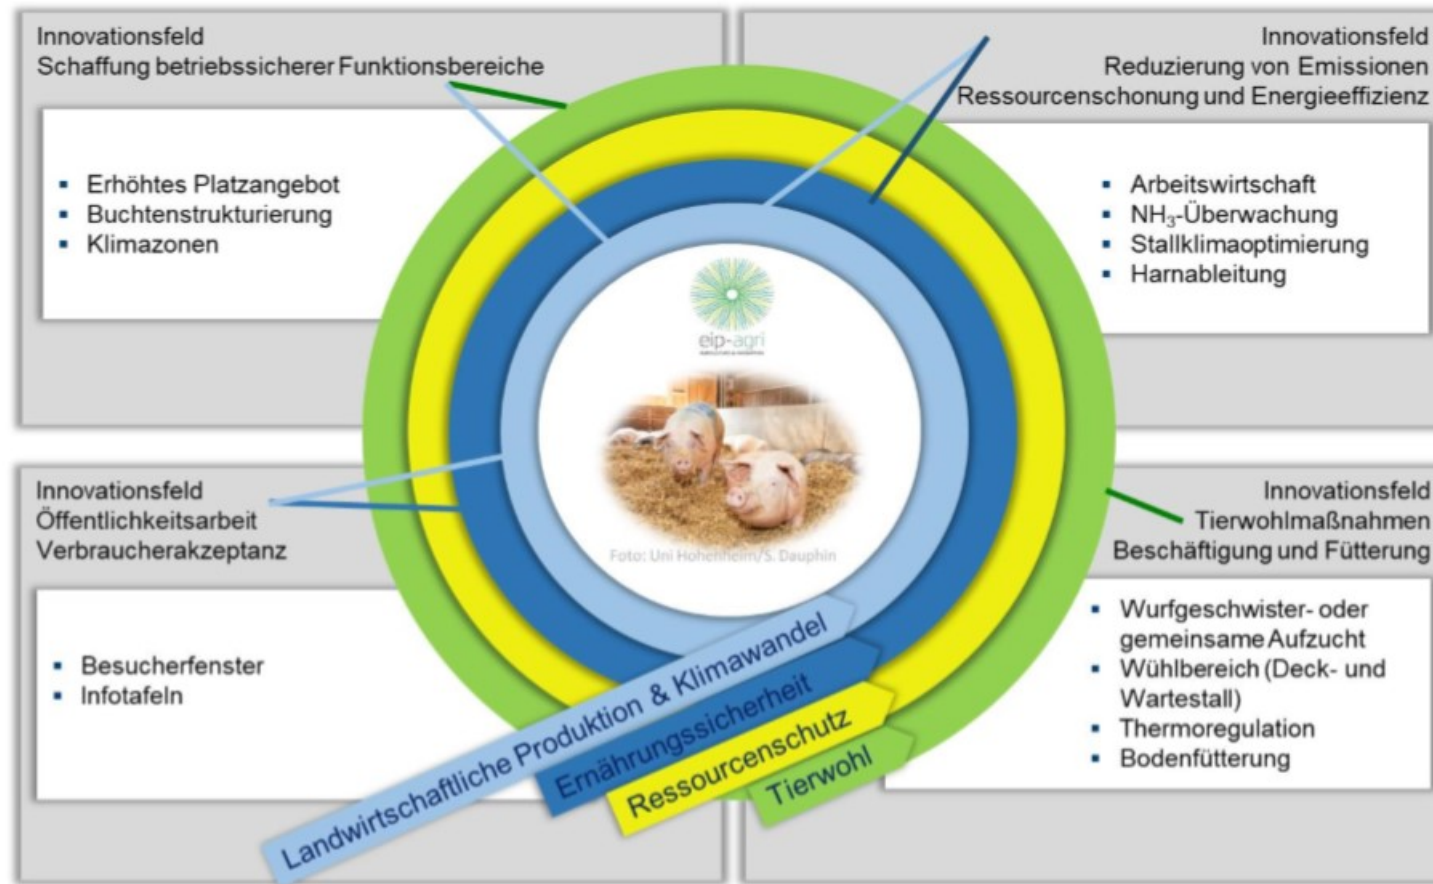 Innovationsfeld
Schaffung betriebssicherer Funktionsbereiche
▪ Erhöhtes Platzangebot
▪ Buchtenstrukturierung
▪ Klimazonen
Innovationsfeld
Reduzierung von Emissionen
Ressourcenschonung und Energieeffizienz
▪ Arbeitswirtschaft
▪ NH₃-Überwachung
▪ Stallklimaoptimierung
▪ Harnableitung
eip-agri
Foto: Uni Hohenheim/S. Dauphin
Innovationsfeld
Öffentlichkeitsarbeit
Verbraucherakzeptanz
▪ Besucherfenster
▪ Infotafeln
Innovationsfeld
Tierwohlmaßnahmen
Beschäftigung und Fütterung
▪ Wurfgeschwister- oder
gemeinsame Aufzucht
▪ Wühlbereich (Deck- und
Wartestall)
▪ Thermoregulation
▪ Bodenfütterung
Landwirtschaftliche Produktion & Klimawandel
Ernährungssicherheit
Ressourcenschutz
Tierwohl